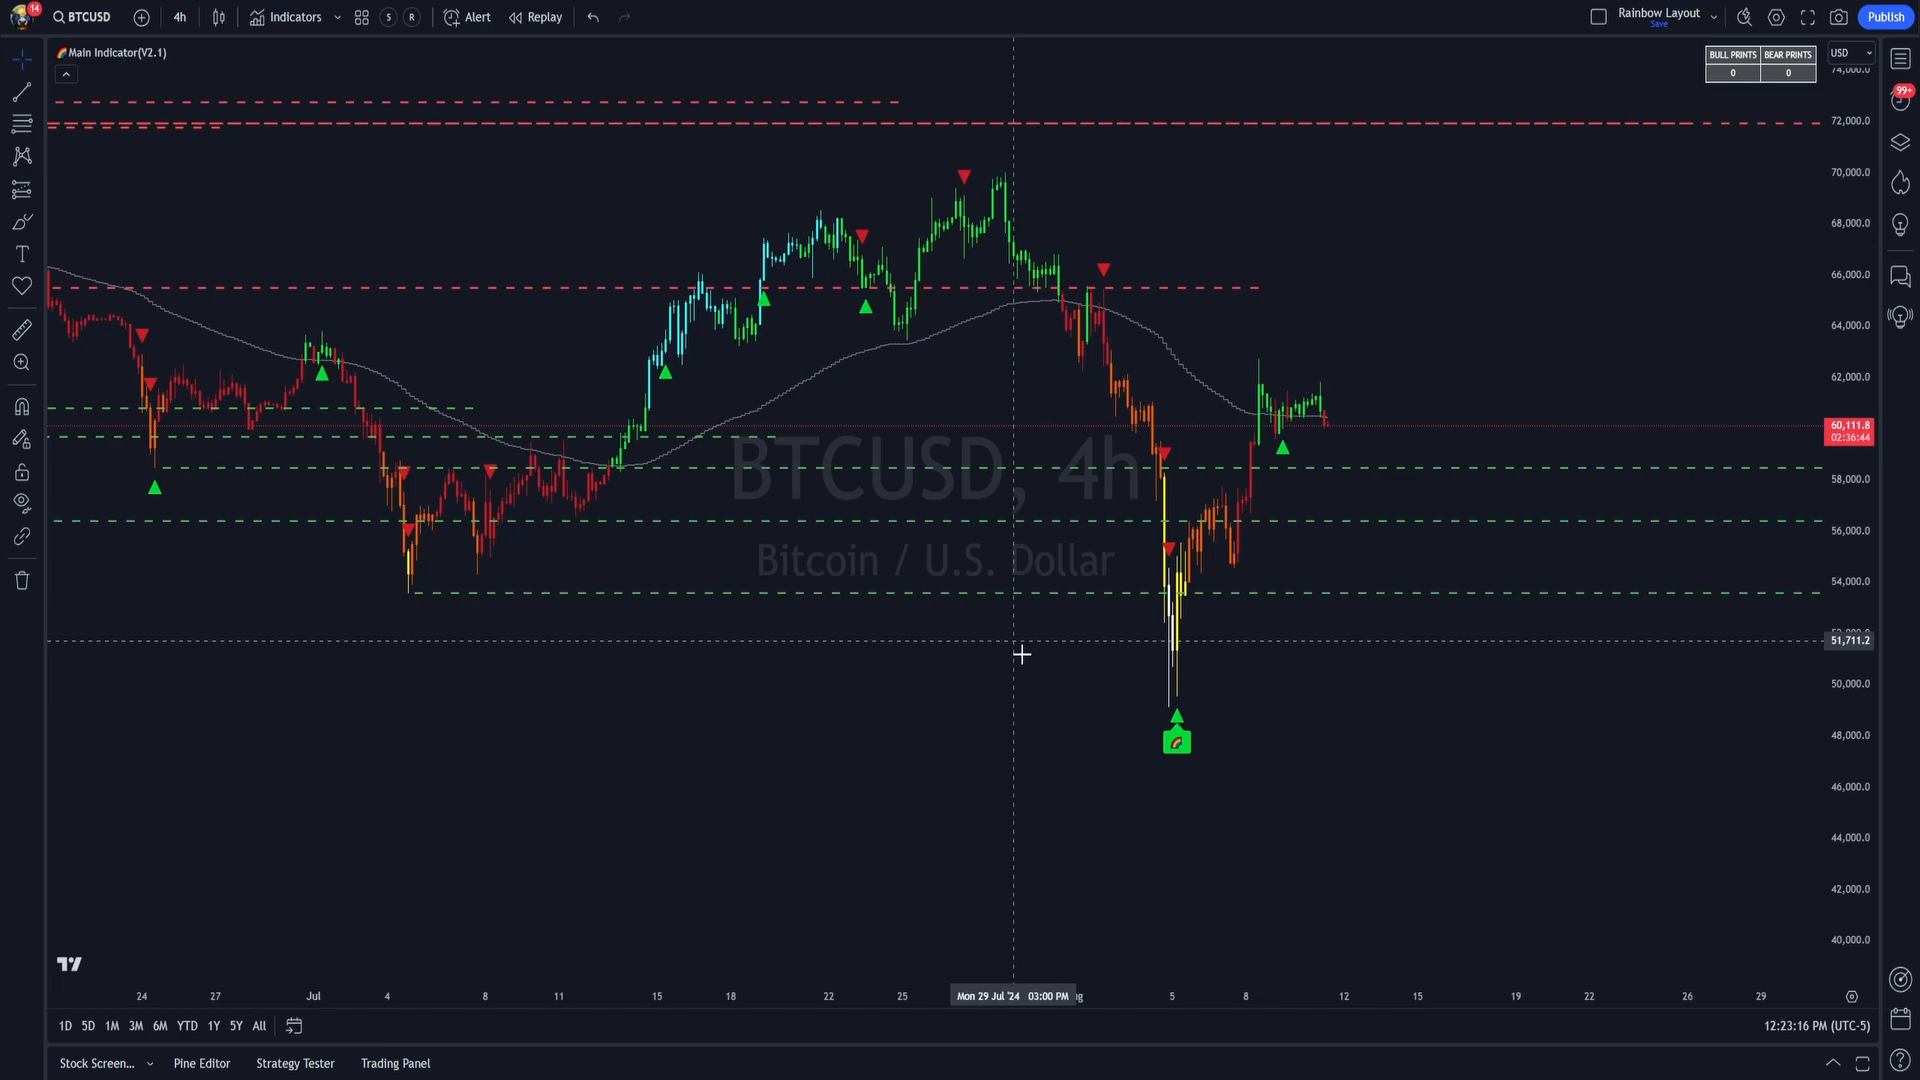 14
BTCUSD
4h
Indicators
S
R
Alert
Replay
Rainbow Layout
Save
Publish
Main Indicator(V2.1)
BULL PRINTS BEAR PRINTS
0 0
USD
99+
74,000.0
72,000.0
70,000.0
68,000.0
66,000.0
64,000.0
62,000.0
60,111.8
02:36:44
58,000.0
56,000.0
54,000.0
51,711.2
50,000.0
48,000.0
46,000.0
44,000.0
42,000.0
40,000.0
BTCUSD, 4h
Bitcoin / U.S. Dollar
24 27 Jul 4 8 11 15 18 22 25 Mon 29 Jul '24 03:00 PM 5 8 12 15 19 22 26 29
1D 5D 1M 3M 6M YTD 1Y 5Y All
12:23:16 PM (UTC-5)
Stock Screen... Pine Editor Strategy Tester Trading Panel